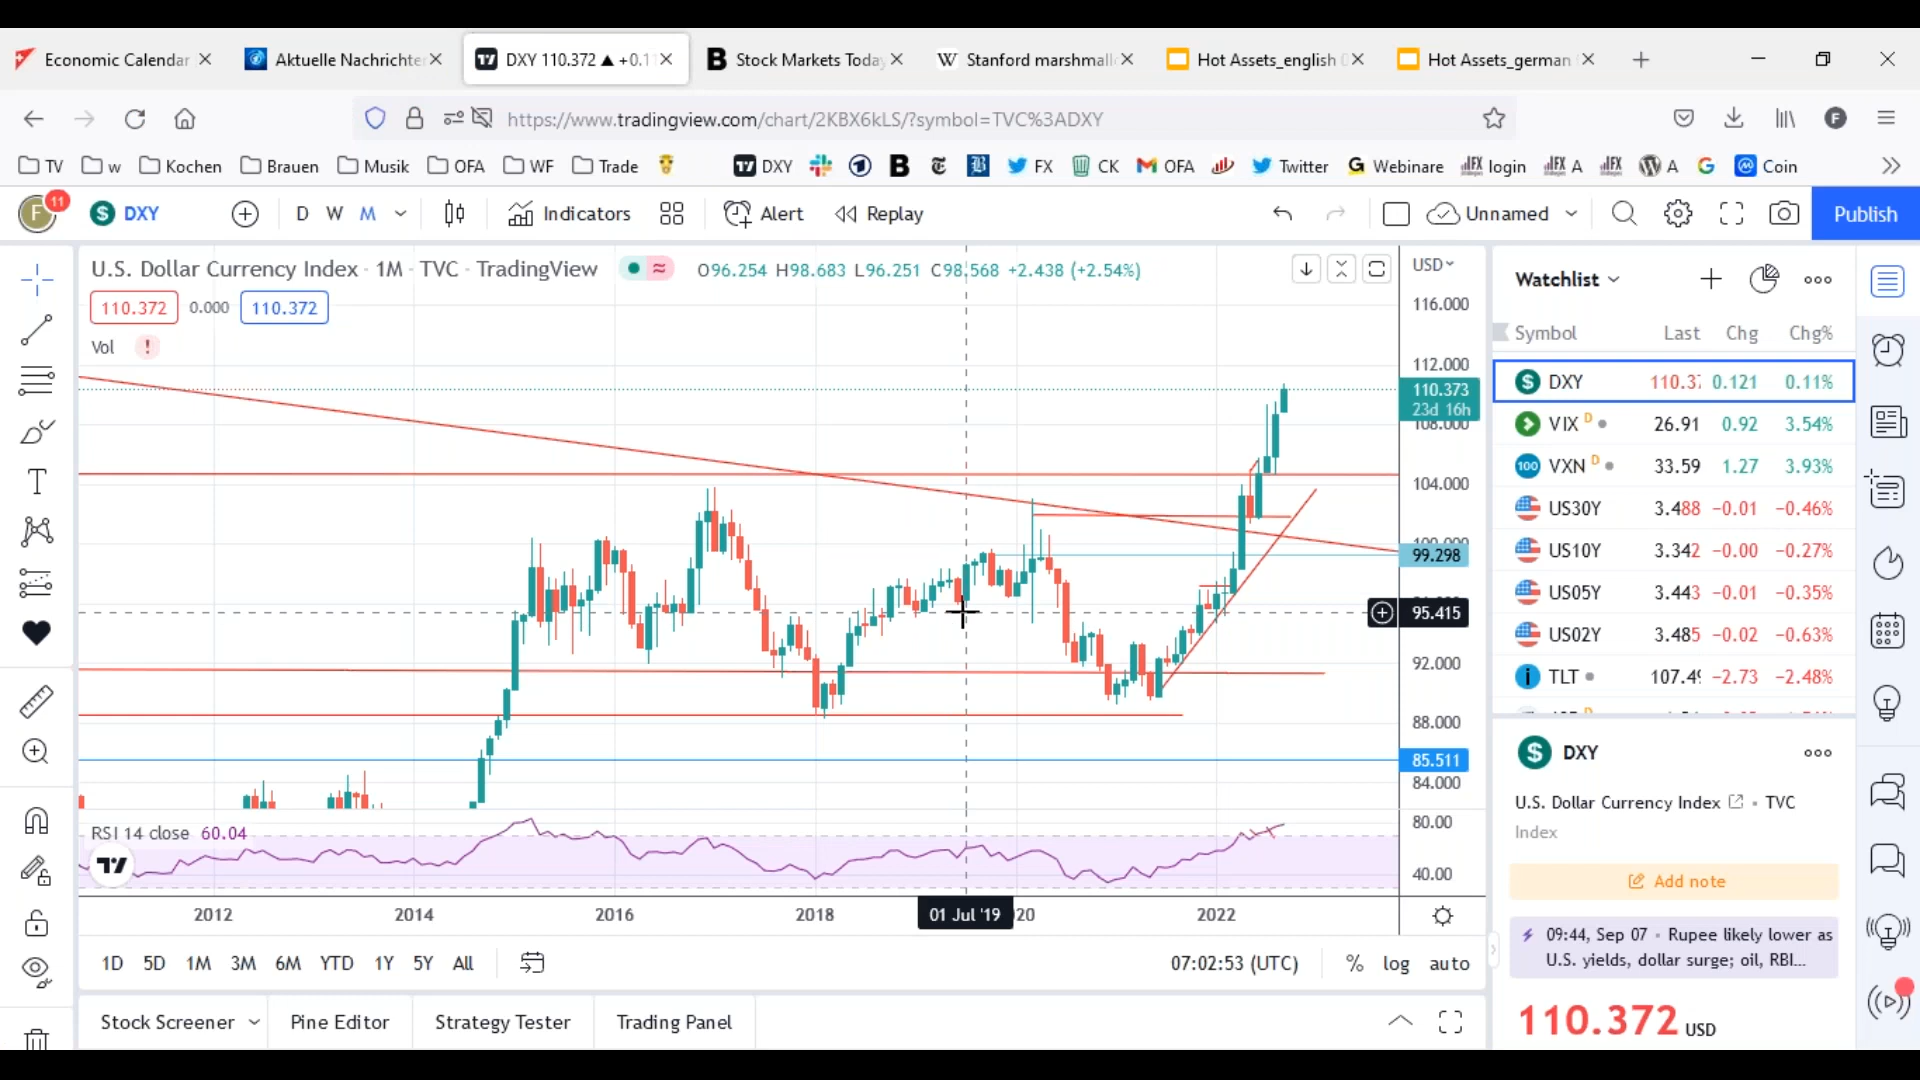 Economic Calendar
Aktuelle Nachrichte
DXY 110.372 ▲ +0.1
Stock Markets Today
Stanford marshmall
Hot Assets_english
Hot Assets_german
https://www.tradingview.com/chart/2KBX6kLS/?symbol=TVC%3ADXY
F
TV w Kochen Brauen Musik OFA WF Trade DXY FX CK OFA Twitter Webinare login A A Coin
F 11 DXY D W M Indicators Alert Replay Unnamed Publish
U.S. Dollar Currency Index · 1M · TVC · TradingView O96.254 H98.683 L96.251 C98.568 +2.438 (+2.54%)
110.372 0.000 110.372
Vol !
USD
116.000
112.000
110.373
23d 16h
108.000
104.000
100.000
99.298
95.415
92.000
88.000
85.511
84.000
RSI 14 close 60.04
80.00
40.00
2012 2014 2016 2018 01 Jul '19 20 2022
1D 5D 1M 3M 6M YTD 1Y 5Y All 07:02:53 (UTC) % log auto
Stock Screener Pine Editor Strategy Tester Trading Panel
Watchlist
Symbol Last Chg Chg%
DXY 110.37 0.121 0.11%
VIX D 26.91 0.92 3.54%
VXN D 33.59 1.27 3.93%
US30Y 3.488 −0.01 −0.46%
US10Y 3.342 −0.00 −0.27%
US05Y 3.443 −0.01 −0.35%
US02Y 3.485 −0.02 −0.63%
TLT 107.49 −2.73 −2.48%
DXY
U.S. Dollar Currency Index • TVC
Index
Add note
09:44, Sep 07 • Rupee likely lower as
U.S. yields, dollar surge; oil, RBI...
110.372 USD